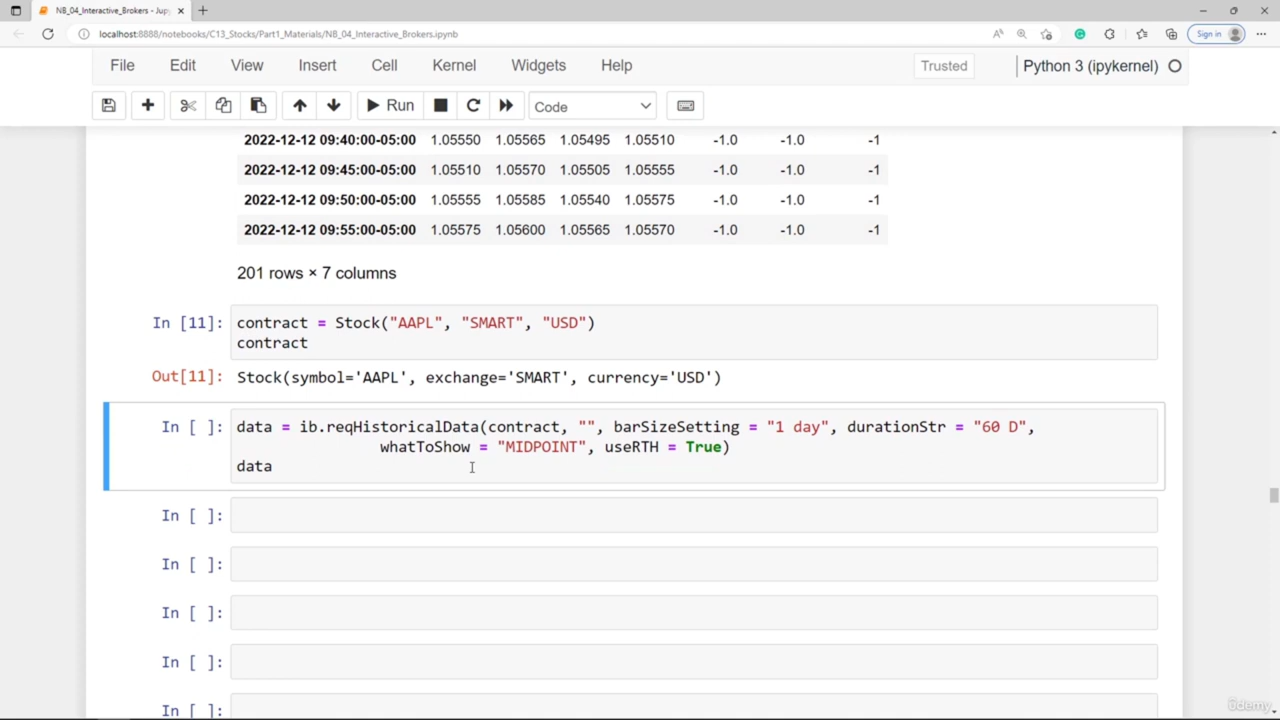 NB_04_Interactive_Brokers - Jup
localhost:8888/notebooks/C13_Stocks/Part1_Materials/NB_04_Interactive_Brokers.ipynb
Sign in
File Edit View Insert Cell Kernel Widgets Help
Trusted
Python 3 (ipykernel)
Run
Code
2022-12-12 09:40:00-05:00 1.05550 1.05565 1.05495 1.05510 -1.0 -1.0 -1
2022-12-12 09:45:00-05:00 1.05510 1.05570 1.05505 1.05555 -1.0 -1.0 -1
2022-12-12 09:50:00-05:00 1.05555 1.05585 1.05540 1.05575 -1.0 -1.0 -1
2022-12-12 09:55:00-05:00 1.05575 1.05600 1.05565 1.05570 -1.0 -1.0 -1
201 rows × 7 columns
In [11]: contract = Stock("AAPL", "SMART", "USD")
contract
Out[11]: Stock(symbol='AAPL', exchange='SMART', currency='USD')
In [ ]: data = ib.reqHistoricalData(contract, "", barSizeSetting = "1 day", durationStr = "60 D",
whatToShow = "MIDPOINT", useRTH = True)
data
In [ ]:
In [ ]:
In [ ]:
In [ ]:
In [ ]:
Udemy